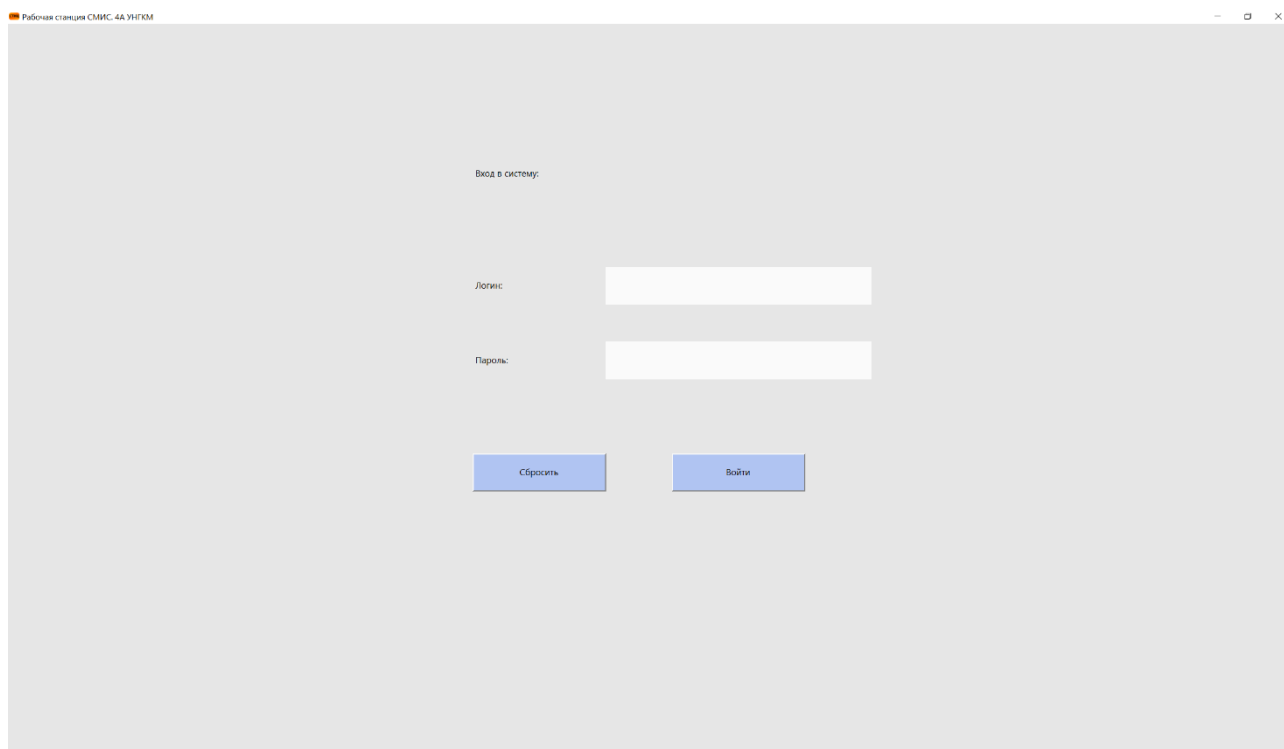 Рабочая станция СМИС. 4А УНГКМ
Вход в систему:
Логин:
Пароль:
Сбросить Войти